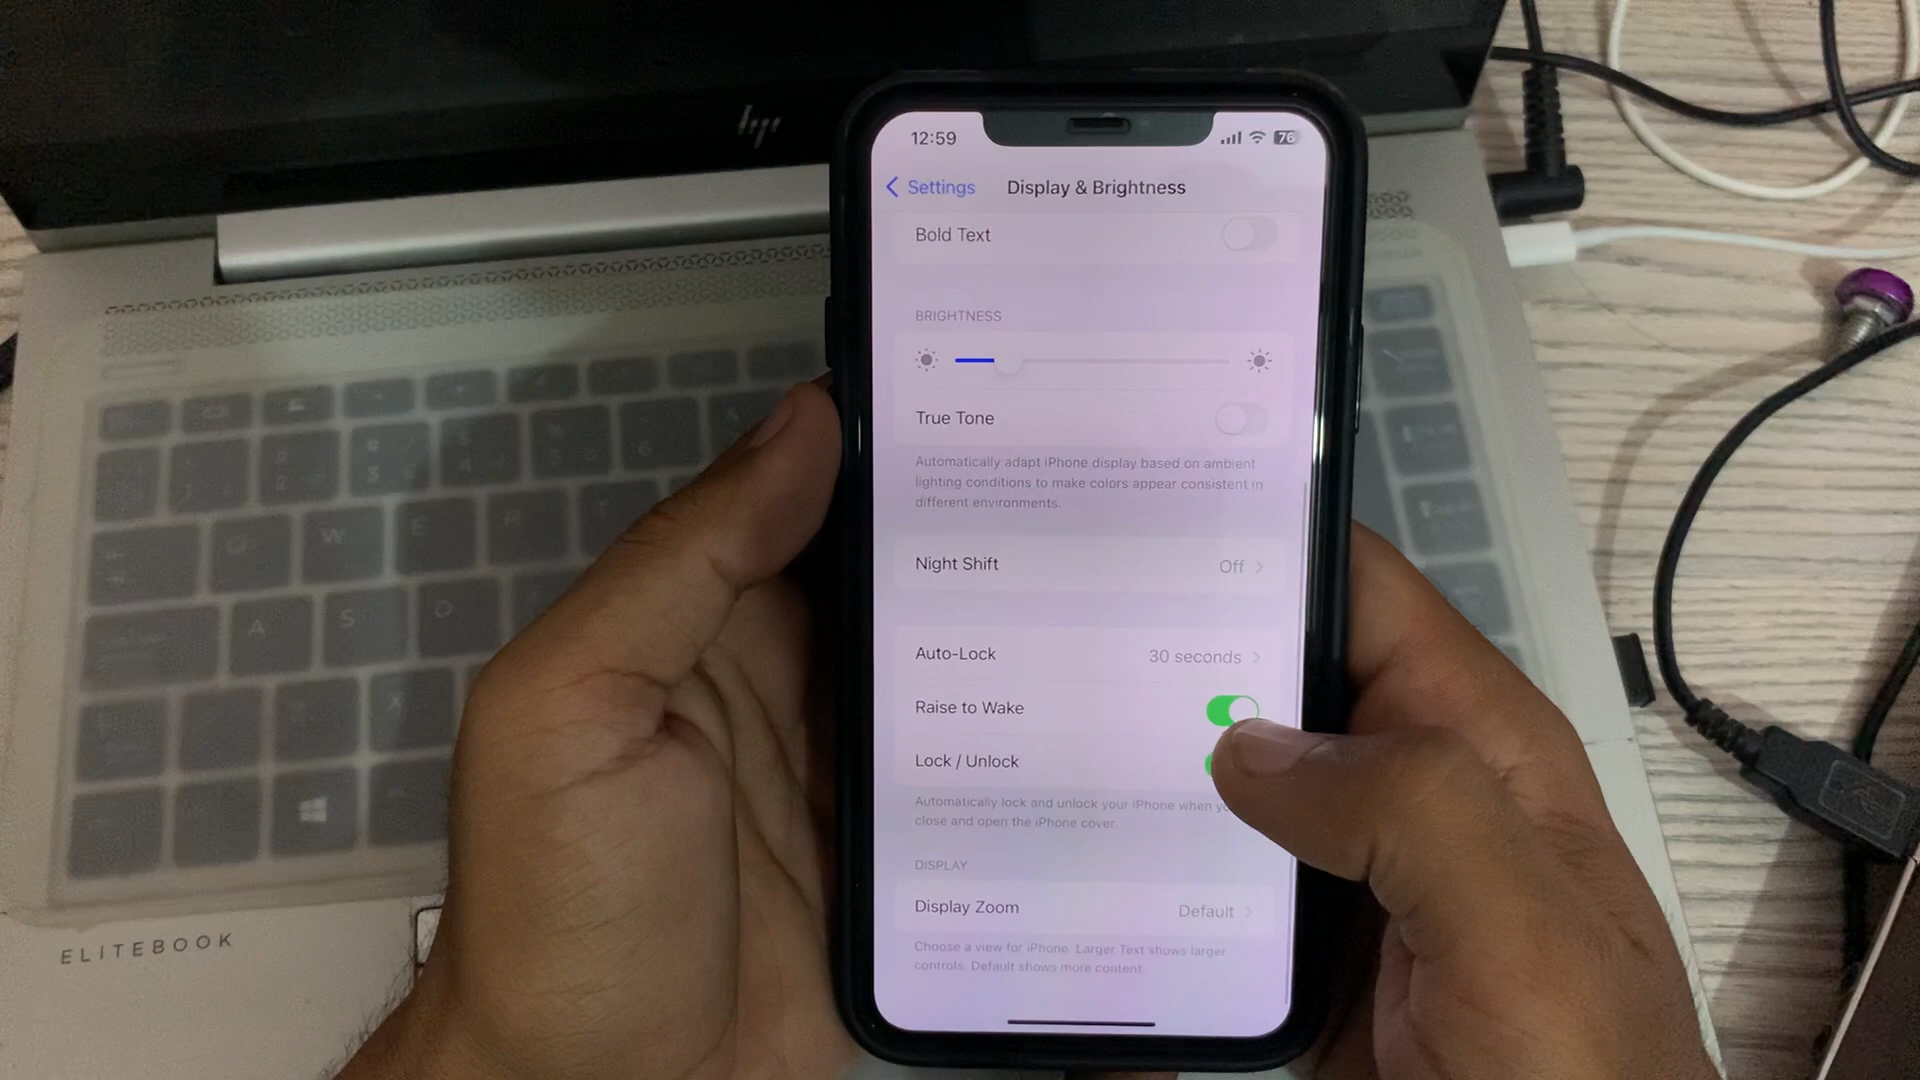 hp
12:59
76
Settings
Display & Brightness
Bold Text
BRIGHTNESS
True Tone
Automatically adapt iPhone display based on ambient
lighting conditions to make colors appear consistent in
different environments.
Night Shift
Off
Auto-Lock
30 seconds
Raise to Wake
Lock / Unlock
Automatically lock and unlock your iPhone when
close and open the iPhone cover.
DISPLAY
Display Zoom
Default
Choose a view for iPhone. Larger Text shows larger
controls. Default shows more content.
#
3
W
E
R
T
A
S
D
X
ELITEBOOK